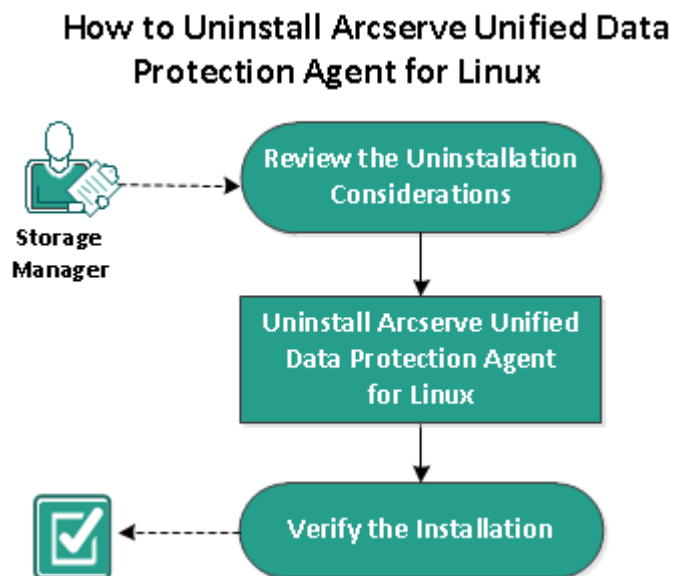 How to Uninstall Arcserve Unified Data
Protection Agent for Linux
Review the Uninstallation
Considerations
Storage
Manager
Uninstall Arcserve Unified
Data Protection Agent
for Linux
Verify the Installation